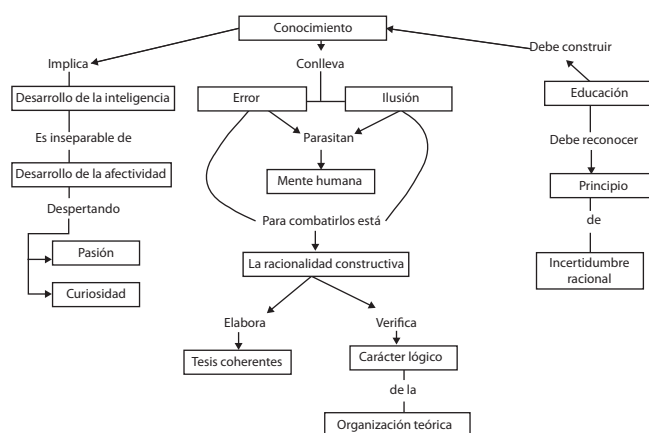 Conocimiento
Debe construir
Implica
Conlleva
Desarrollo de la inteligencia
Error
Ilusión
Educación
Es inseparable de
Parasitan
Debe reconocer
Desarrollo de la afectividad
Mente humana
Principio
Despertando
Para combatirlos está
de
Pasión
La racionalidad constructiva
Incertidumbre
racional
Curiosidad
Elabora
Verifica
Tesis coherentes
Carácter lógico
de la
Organización teórica